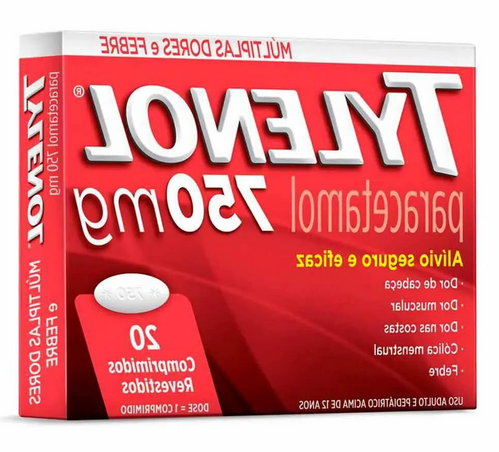 MÚLTIPLAS DORES e FEBRE
TYLENOL®
paracetamol 750mg
Alívio seguro e eficaz
· Dor de cabeça
· Dor muscular
· Dor nas costas
· Cólica menstrual
· Febre
USO ADULTO E PEDIÁTRICO ACIMA DE 12 ANOS
750
20
Comprimidos
Revestidos
DOSE = 1 COMPRIMIDO
TYLENOL
paracetamol 750 mg
MÚLTIPLAS DORES
e FEBRE